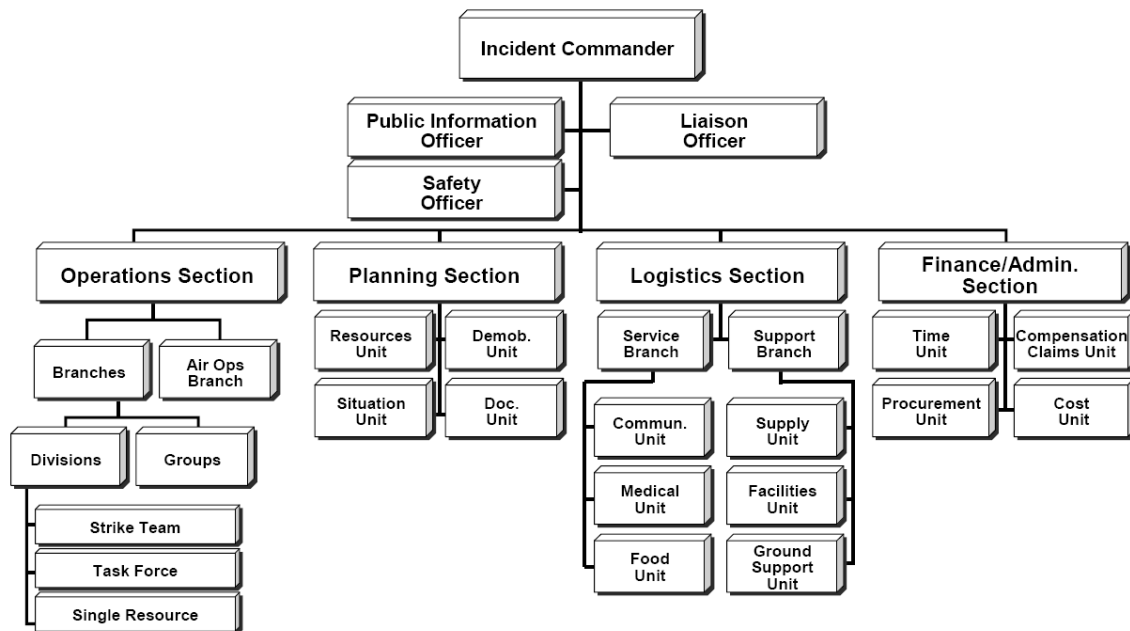 Incident Commander
Public Information
Officer
Liaison
Officer
Safety
Officer
Operations Section
Planning Section
Logistics Section
Finance/Admin.
Section
Branches
Air Ops
Branch
Divisions
Groups
Strike Team
Task Force
Single Resource
Resources
Unit
Demob.
Unit
Situation
Unit
Doc.
Unit
Service
Branch
Support
Branch
Commun.
Unit
Supply
Unit
Medical
Unit
Facilities
Unit
Food
Unit
Ground
Support
Unit
Time
Unit
Compensation
Claims Unit
Procurement
Unit
Cost
Unit